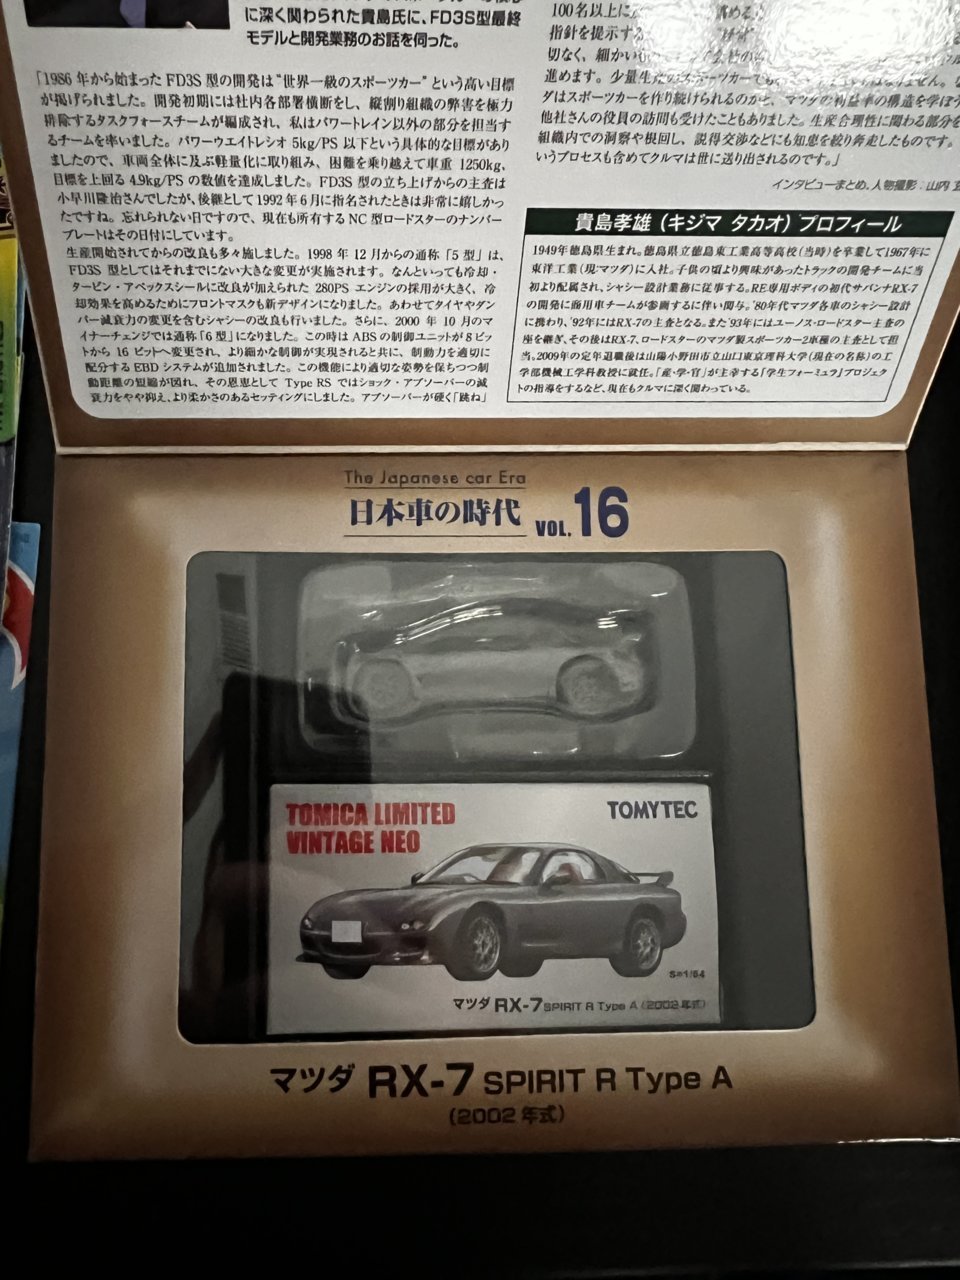 に深く関わられた貴島氏に、FD3S型最終
モデルと開発業務のお話を伺った。
「1986年から始まったFD3S型の開発は“世界一級のスポーツカー”という高い目標
が掲げられました。開発初期には社内各部署横断をし、縦割り組織の弊害を極力
排除するタスクフォースチームが編成され、私はパワートレイン以外の部分を担当す
るチームを率いました。パワーウエイトレシオ 5kg/PS 以下という具体的な目標があり
ましたので、車両全体に及ぶ軽量化に取り組み、困難を乗り越えて車重 1250kg、
目標を上回る 4.9kg/PS の数値を達成しました。FD3S 型の立ち上げからの主査は
小早川隆治さんでしたが、後継として1992年6月に指名されたときは非常に嬉しかっ
たですね。忘れられない日ですので、現在も所有する NC 型ロードスターのナンバー
プレートはその日付にしています。
生産開始されてからの改良も多々施しました。1998 年 12 月からの通称「5 型」は、
FD3S 型としてはそれまでにない大きな変更が実施されます。なんといっても冷却・
タービン・アペックスシールに改良が加えられた 280PS エンジンの採用が大きく、冷
却効果を高めるためにフロントマスクも新デザインになりました。あわせてタイヤやダン
パー減衰力の変更を含むシャシーの改良も行いました。さらに、2000 年 10 月のマ
イナーチェンジでは通称「6 型」になりました。この時は ABS の制御ユニットが 8 ビッ
トから 16 ビットへ変更され、より細かな制御が実現されると共に、制動力を適切に
配分する EBD システムが追加されました。この機能により適切な姿勢を保ちつつ制
動距離の短縮が図れ、その恩恵として Type RS ではショック・アブソーバーの減
衰力をやや抑え、より柔かさのあるセッティングにしました。アブソーバーが硬く「跳ね」
100名以上に
指針を提示する
切なく、細かい
進めます。少量生産のスポーツカーでも
ダはスポーツカーを作り続けられるのかと、マツダの利益率の構造を学ぼう
他社さんの役員の訪問も受けたこともありました。生産合理性に関わる部分を
組織内での洞察や根回し、説得交渉などにも知恵を絞り奔走したものです。
いうプロセスも含めてクルマは世に送り出されるのです。」
インタビューまとめ、人物撮影：山内
貴島孝雄（キジマ タカオ）プロフィール
1949年徳島県生まれ。徳島県立徳島東工業高等高校(当時)を卒業して1967年に
東洋工業(現:マツダ)に入社。子供の頃より興味があったトラックの開発チームに当
初より配属され、シャシー設計業務に従事する。RE専用ボディの初代サバンナRX-7
の開発に商用車チームが参画するに伴い関与。'80年代マツダ各車のシャシー設計
に携わり、'92年にはRX-7の主査となる。また'93年にはユーノス・ロードスター主査の
座を継ぎ、その後はRX-7、ロードスターのマツダ製スポーツカー2車種の主査として担
当。2009年の定年退職後は山陽小野田市立山口東京理科大学(現在の名称)の工
学部機械工学科教授に就任。「産・学・官」が主幸する「学生フォーミュラ」プロジェク
トの指導をするなど、現在もクルマに深く関わっている。
The Japanese car Era
日本車の時代 VOL. 16
TOMICA LIMITED
VINTAGE NEO
TOMYTEC
S=1/64
マツダ RX-7 SPIRIT R Type A (2002年式)
マツダ RX-7 SPIRIT R Type A
(2002年式)